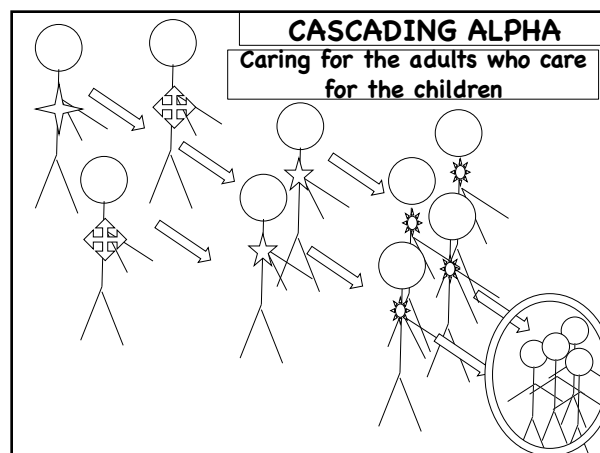 CASCADING ALPHA
Caring for the adults who care
for the children